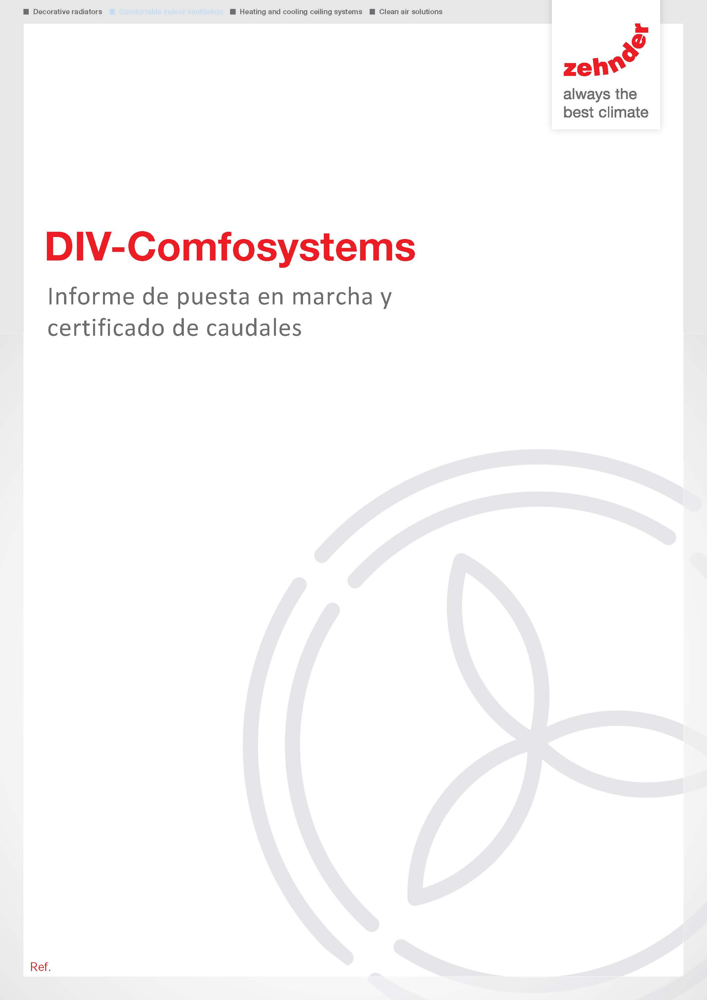 Decorative radiators Comfortable indoor ventilation Heating and cooling ceiling systems Clean air solutions
zehnder
always the
best climate
DIV-Comfosystems
Informe de puesta en marcha y
certificado de caudales
Ref.